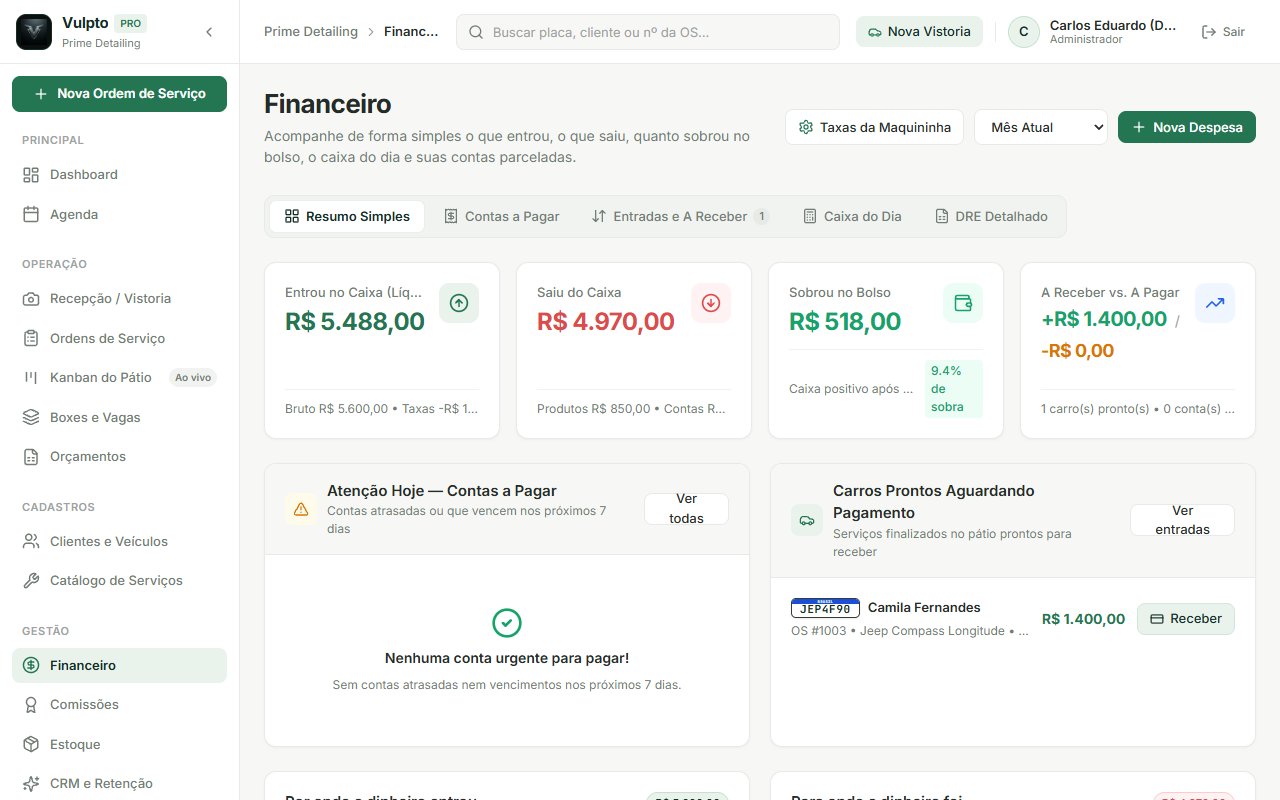 Vulpto PRO
Prime Detailing
Nova Ordem de Serviço
PRINCIPAL
Dashboard
Agenda
OPERAÇÃO
Recepção / Vistoria
Ordens de Serviço
Kanban do Pátio Ao vivo
Boxes e Vagas
Orçamentos
CADASTROS
Clientes e Veículos
Catálogo de Serviços
GESTÃO
Financeiro
Comissões
Estoque
CRM e Retenção
Prime Detailing > Financ...
Buscar placa, cliente ou nº da OS...
Nova Vistoria
C
Carlos Eduardo (D...
Administrador
Sair
Financeiro
Acompanhe de forma simples o que entrou, o que saiu, quanto sobrou no
bolso, o caixa do dia e suas contas parceladas.
Taxas da Maquininha
Mês Atual
Nova Despesa
Resumo Simples
Contas a Pagar
Entradas e A Receber 1
Caixa do Dia
DRE Detalhado
Entrou no Caixa (Líq...
R$ 5.488,00
Bruto R$ 5.600,00 • Taxas -R$ 1...
Saiu do Caixa
R$ 4.970,00
Produtos R$ 850,00 • Contas R...
Sobrou no Bolso
R$ 518,00
Caixa positivo após ...
9.4%
de
sobra
A Receber vs. A Pagar
+R$ 1.400,00 /
-R$ 0,00
1 carro(s) pronto(s) • 0 conta(s) ...
Atenção Hoje — Contas a Pagar
Contas atrasadas ou que vencem nos próximos 7
dias
Ver
todas
Nenhuma conta urgente para pagar!
Sem contas atrasadas nem vencimentos nos próximos 7 dias.
Carros Prontos Aguardando
Pagamento
Serviços finalizados no pátio prontos para
receber
Ver
entradas
BRASIL
JEP4F90
Camila Fernandes
OS #1003 • Jeep Compass Longitude • ...
R$ 1.400,00
Receber